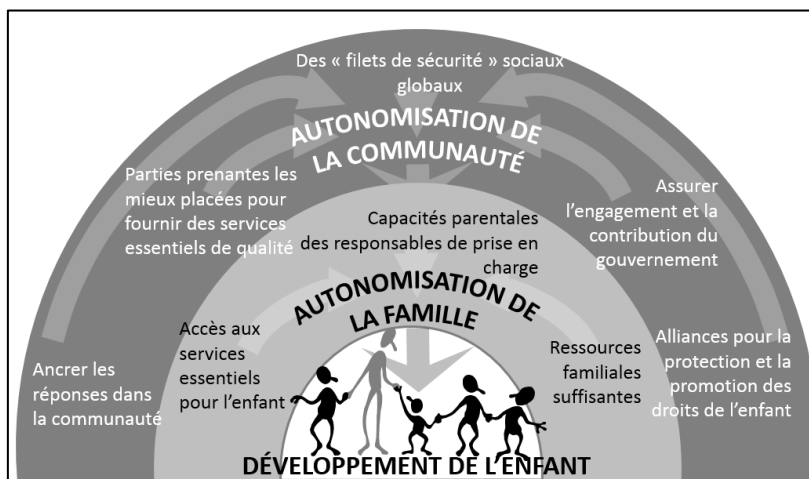 Des « filets de sécurité » sociaux
globaux
AUTONOMISATION DE
LA COMMUNAUTÉ
Parties prenantes les
mieux placées pour
fournir des services
essentiels de qualité
Assurer
l’engagement et la
contribution du
gouvernement
Capacités parentales
des responsables de prise en
charge
AUTONOMISATION DE
LA FAMILLE
Ancrer les
réponses dans
la communauté
Accès aux
services
essentiels
pour l’enfant
Ressources
familiales
suffisantes
Alliances pour la
protection et la
promotion des
droits de l’enfant
DÉVELOPPEMENT DE L’ENFANT